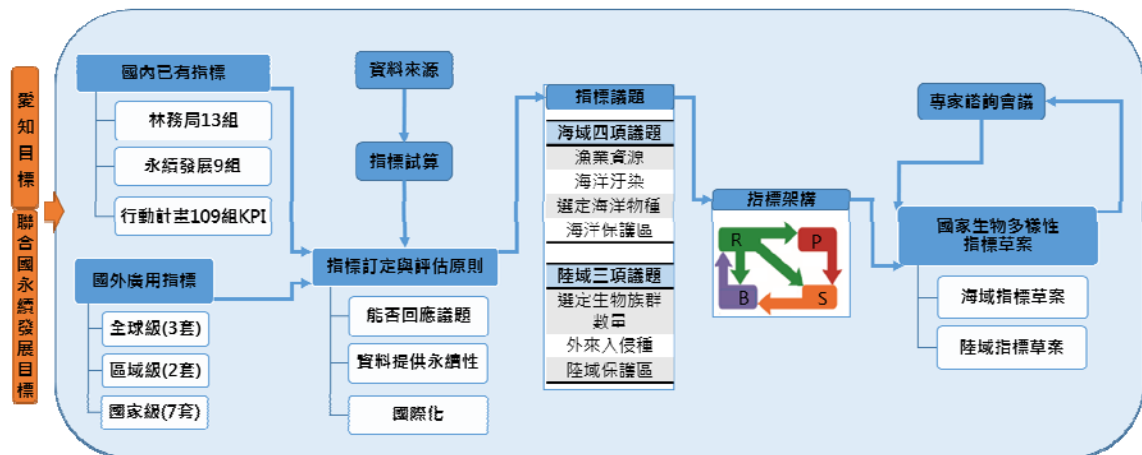 愛知目標
聯合國永續發展目標
國內已有指標
林務局13組
永續發展9組
行動計畫109組KPI
國外廣用指標
全球級(3套)
區域級(2套)
國家級(7套)
資料來源
指標試算
指標訂定與評估原則
能否回應議題
資料提供永續性
國際化
指標議題
海域四項議題
漁業資源
海洋汙染
選定海洋物種
海洋保護區
陸域三項議題
選定生物族群
數量
外來入侵種
陸域保護區
指標架構
R
P
B
S
專家諮詢會議
國家生物多樣性
指標草案
海域指標草案
陸域指標草案